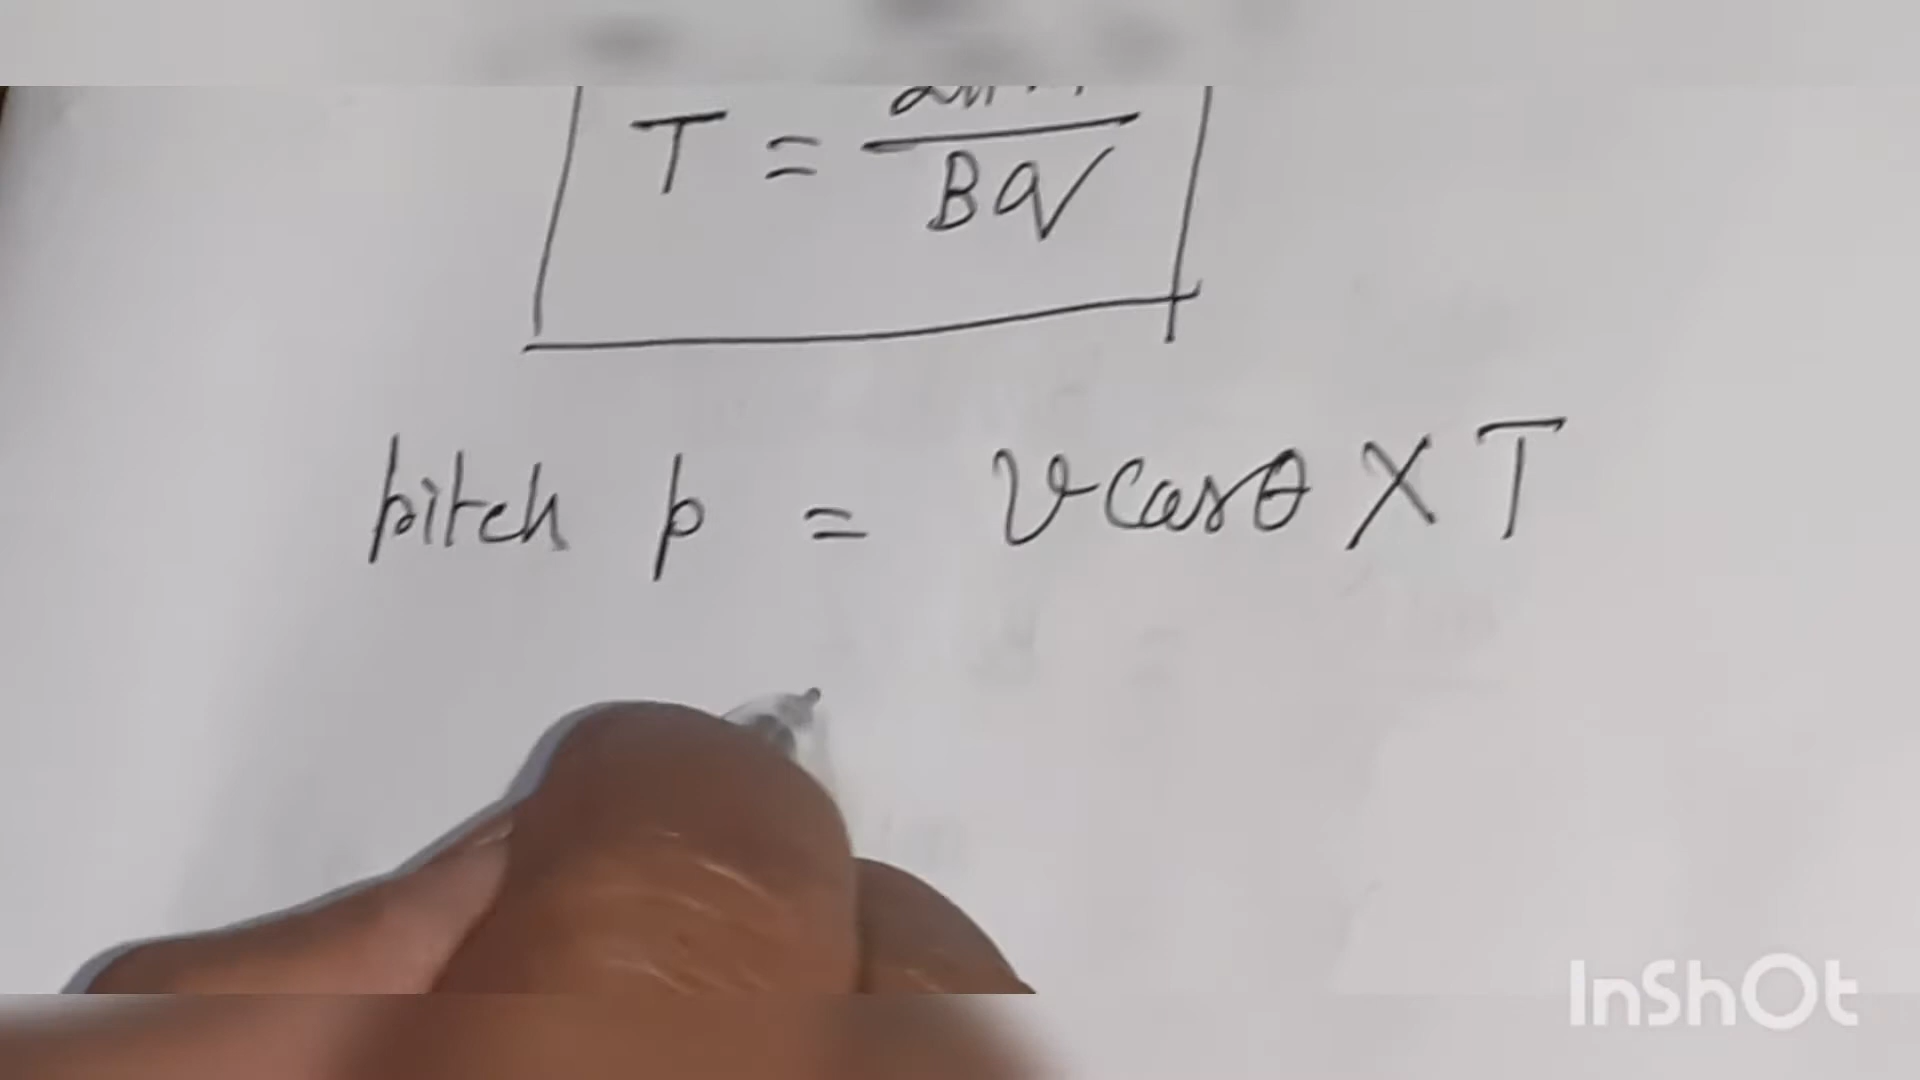 T = / Bq
pitch p = v cosθ × T
InShOt